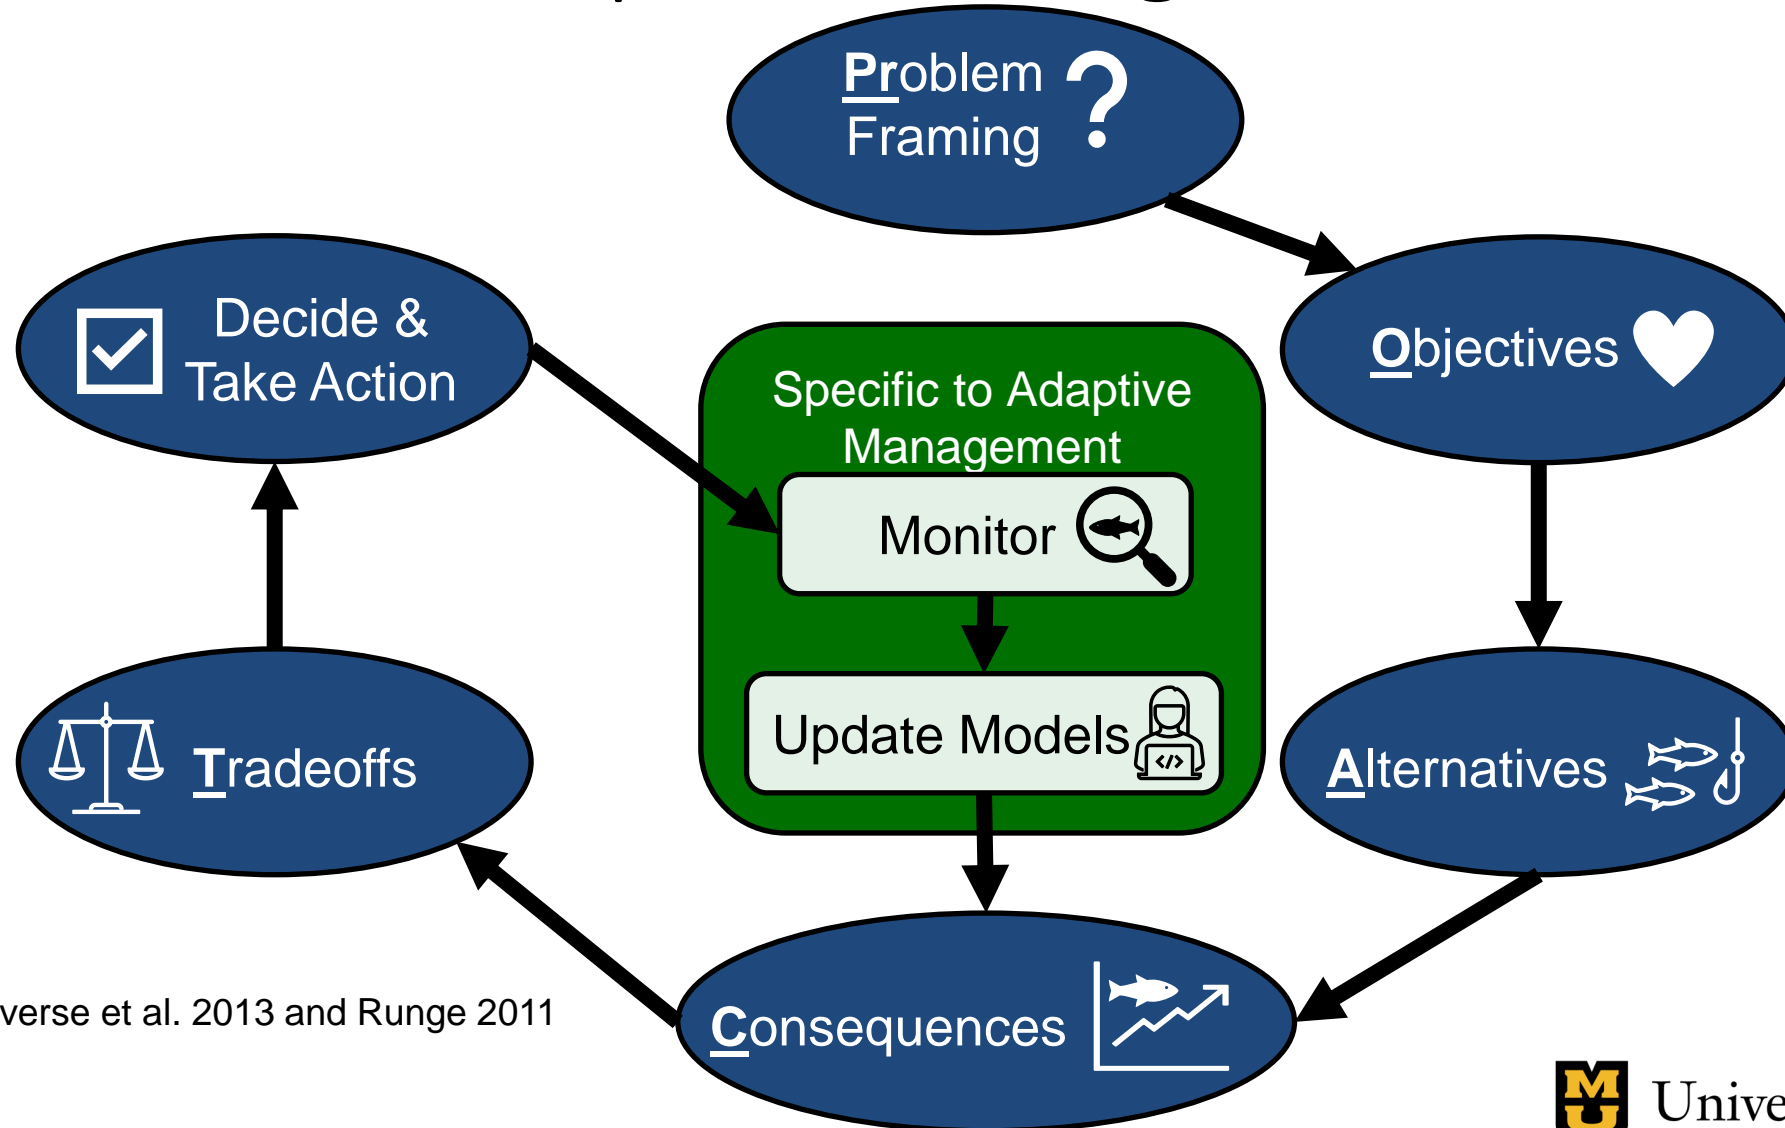 Problem
Framing
?
Objectives
Decide &
Take Action
Specific to Adaptive
Management
Monitor
Update Models
</>
Alternatives
Tradeoffs
Consequences
verse et al. 2013 and Runge 2011
MU
Unive